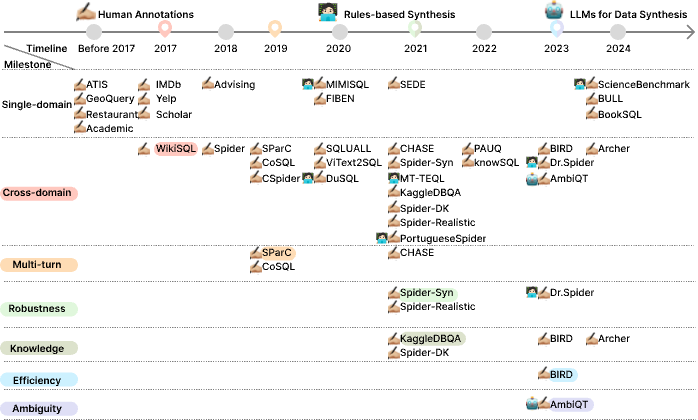 Human Annotations Rules-based Synthesis LLMs for Data Synthesis
Timeline Before 2017 2017 2018 2019 2020 2021 2022 2023 2024
Milestone
Single-domain
ATIS IMDb Advising MIMISQL SEDE ScienceBenchmark
GeoQuery Yelp FIBEN BULL
Restaurant Scholar BookSQL
Academic
Cross-domain
WikiSQL Spider SParC SQLUALL CHASE PAUQ BIRD Archer
CoSQL ViText2SQL Spider-Syn knowSQL Dr.Spider
CSpider DuSQL MT-TEQL AmbiQT
KaggleDBQA
Spider-DK
Spider-Realistic
PortugueseSpider
Multi-turn
SParC CHASE
CoSQL
Robustness
Spider-Syn Dr.Spider
Spider-Realistic
Knowledge
KaggleDBQA BIRD Archer
Spider-DK
Efficiency BIRD
Ambiguity AmbiQT